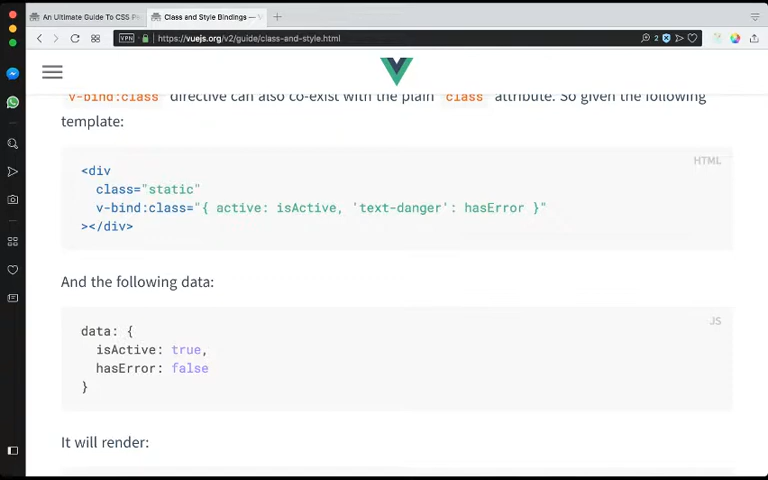 An Ultimate Guide To CSS P
Class and Style Bindings —
VPN https://vuejs.org/v2/guide/class-and-style.html 2
v-bind:class directive can also co-exist with the plain class attribute. So given the following
template:
HTML
<div
class="static"
v-bind:class="{ active: isActive, 'text-danger': hasError }"
></div>
And the following data:
JS
data: {
isActive: true,
hasError: false
}
It will render: